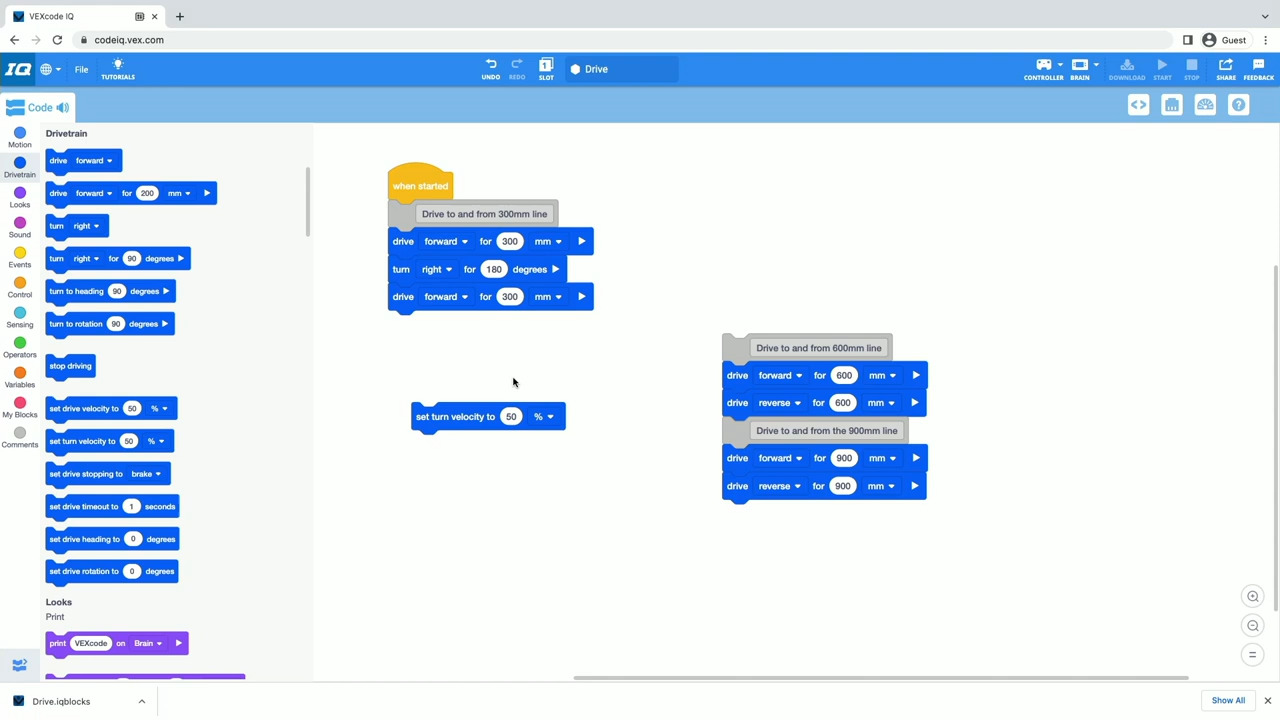 VEXcode IQ
codeiq.vex.com
Guest
IQ
File
TUTORIALS
UNDO
REDO
SLOT
Drive
CONTROLLER
BRAIN
DOWNLOAD
START
STOP
SHARE
FEEDBACK
Code
Motion
Drivetrain
Looks
Sound
Events
Control
Sensing
Operators
Variables
My Blocks
Comments
Drivetrain
drive forward
drive forward for 200 mm
turn right
turn right for 90 degrees
turn to heading 90 degrees
turn to rotation 90 degrees
stop driving
set drive velocity to 50 %
set turn velocity to 50 %
set drive stopping to brake
set drive timeout to 1 seconds
set drive heading to 0 degrees
set drive rotation to 0 degrees
Looks
Print
print VEXcode on Brain
when started
Drive to and from 300mm line
drive forward for 300 mm
turn right for 180 degrees
drive forward for 300 mm
set turn velocity to 50 %
Drive to and from 600mm line
drive forward for 600 mm
drive reverse for 600 mm
Drive to and from the 900mm line
drive forward for 900 mm
drive reverse for 900 mm
Drive.iqblocks
Show All